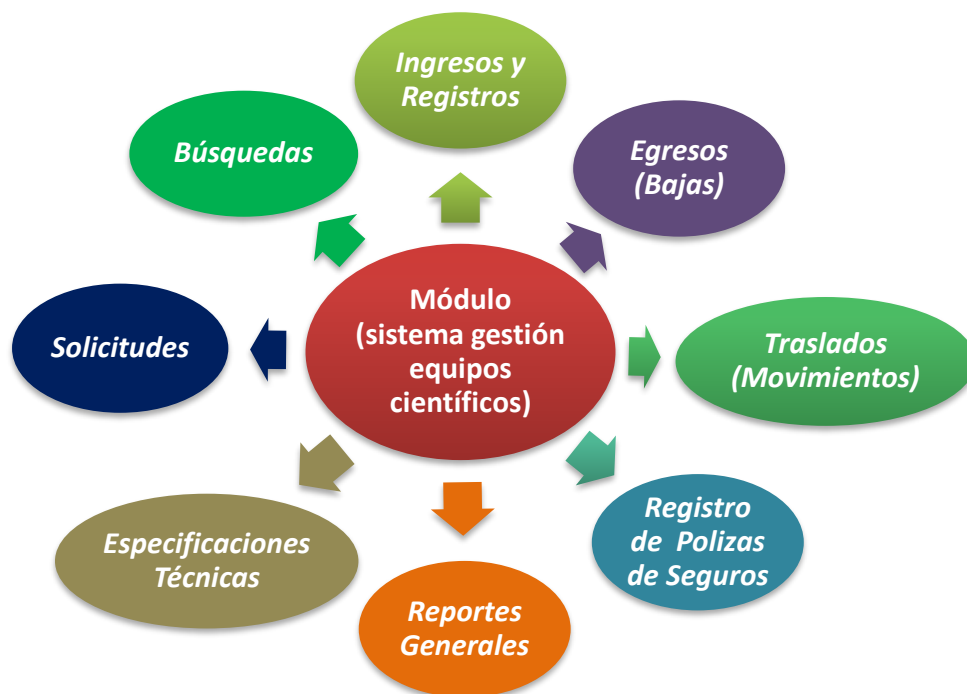 Ingresos y
Registros
Egresos
(Bajas)
Búsquedas
Módulo
(sistema gestión
equipos
científicos)
Traslados
(Movimientos)
Solicitudes
Registro
de Polizas
de Seguros
Especificaciones
Técnicas
Reportes
Generales